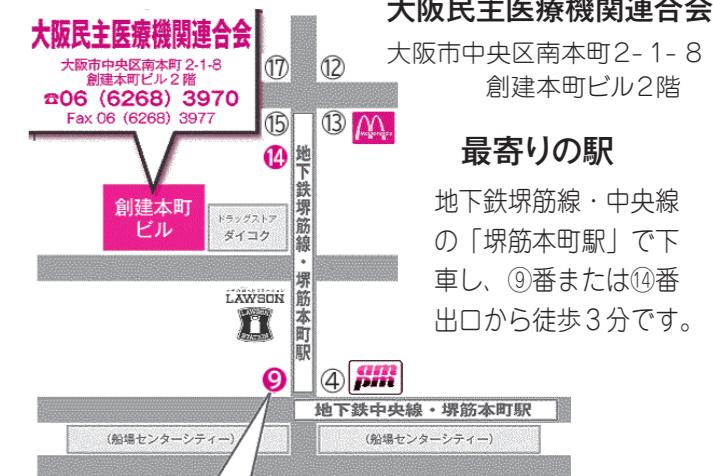 大阪民主医療機関連合会
大阪市中央区南本町 2-1-8
創建本町ビル 2 階
☎06（6268）3970
Fax 06（6268）3977
大阪民主医療機関連合会
大阪市中央区南本町2-1-8
創建本町ビル2階
最寄りの駅
地下鉄堺筋線・中央線
の「堺筋本町駅」で下
車し、⑨番または⑭番
出口から徒歩3分です。
⑰
⑫
⑮
⑬
McDonald's
⑭
地下鉄堺筋線・堺筋本町駅
創建本町
ビル
ドラッグストア
ダイコク
LAWSON
LAWSON
STATION
⑨
④
am
pm
地下鉄中央線・堺筋本町駅
（船場センターシティー）
（船場センターシティー）